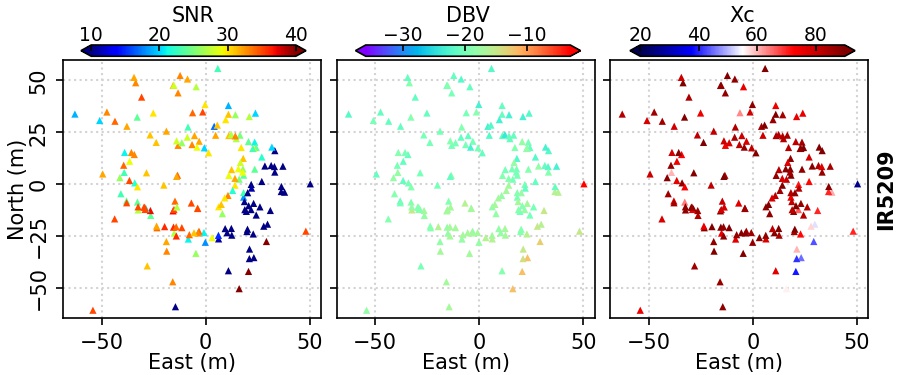 SNR DBV Xc
10 20 30 40 −30 −20 −10 20 40 60 80
50
25
0
−25
−50
North (m)
IR5209
−50 0 50 −50 0 50 −50 0 50
East (m) East (m) East (m)